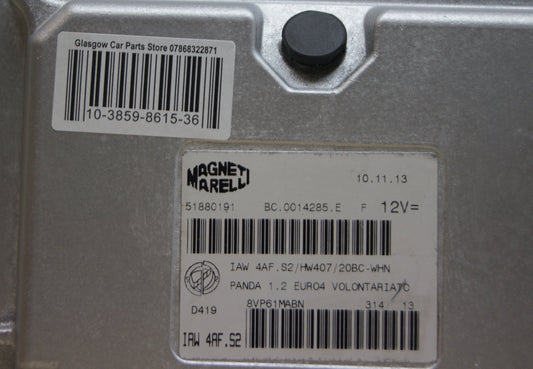 Glasgow Car Parts Store 07868322871
10-3859-8615-36
MAGNETI MARELLI 10.11.13
51880191 BC.0014285.E F 12V=
IAW 4AF.S2/HW407/20BC-WHN
PANDA 1.2 EURO4 VOLONTARIATO
D419 8VP61MABN 314 13
IAW 4AF.S2